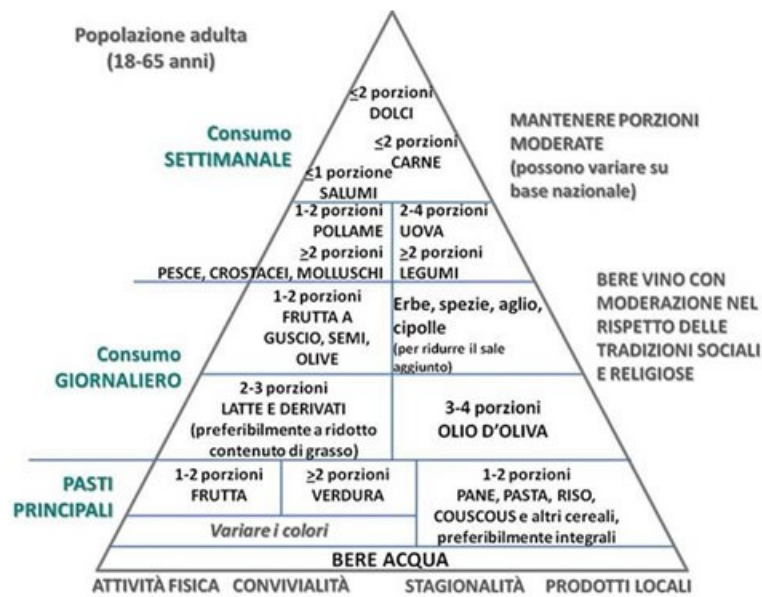 Popolazione adulta
(18-65 anni)
≤2 porzioni
DOLCI
Consumo
SETTIMANALE
≤2 porzioni
CARNE
≤1 porzione
SALUMI
MANTENERE PORZIONI
MODERATE
(possono variare su
base nazionale)
1-2 porzioni
POLLAME
2-4 porzioni
UOVA
≥2 porzioni
PESCE, CROSTACEI, MOLLUSCHI
≥2 porzioni
LEGUMI
BERE VINO CON
MODERAZIONE NEL
RISPETTO DELLE
TRADIZIONI SOCIALI
E RELIGIOSE
Consumo
GIORNALIERO
1-2 porzioni
FRUTTA A
GUSCIO, SEMI,
OLIVE
Erbe, spezie, aglio,
cipolle
(per ridurre il sale
aggiunto)
2-3 porzioni
LATTE E DERIVATI
(preferibilmente a ridotto
contenuto di grasso)
3-4 porzioni
OLIO D'OLIVA
PASTI
PRINCIPALI
1-2 porzioni
FRUTTA
≥2 porzioni
VERDURA
1-2 porzioni
PANE, PASTA, RISO,
COUSCOUS e altri cereali,
preferibilmente integrali
Variare i colori
BERE ACQUA
ATTIVITÀ FISICA CONVIVIALITÀ STAGIONALITÀ PRODOTTI LOCALI